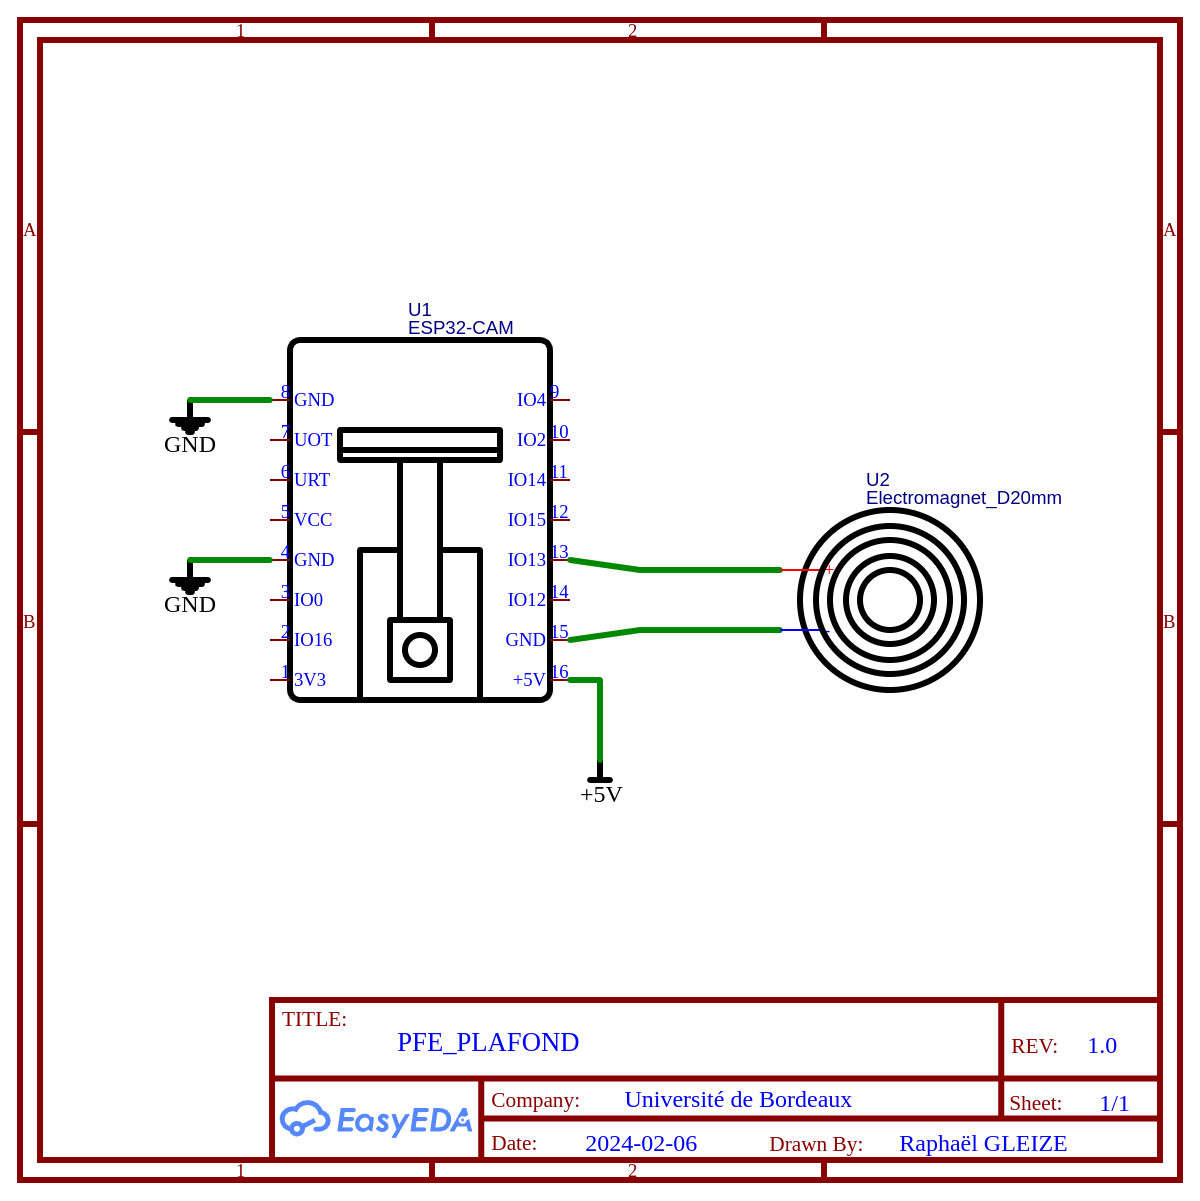 1 2
A A
U1
ESP32-CAM
8 GND IO4 9
GND
7 UOT IO2 10
6 URT IO14 11
U2
Electromagnet_D20mm
5 VCC IO15 12
4 GND IO13 13
+
GND
3 IO0 IO12 14
B B
2 IO16 GND 15
-
1 3V3 +5V 16
+5V
TITLE:
PFE_PLAFOND
REV: 1.0
EasyEDA
Company: Université de Bordeaux
Sheet: 1/1
Date: 2024-02-06 Drawn By: Raphaël GLEIZE
1 2